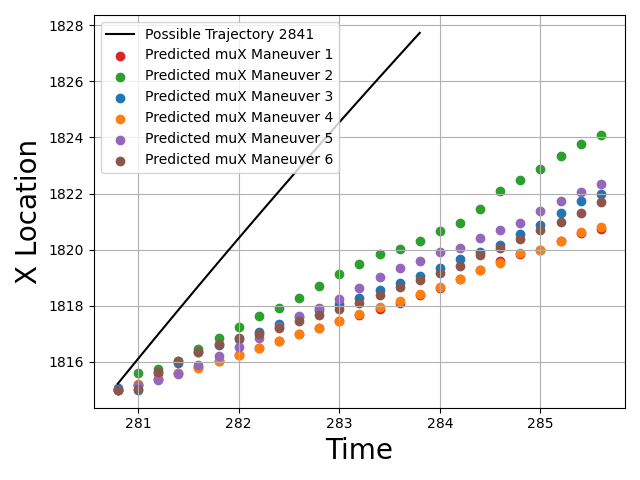 1828
1826
1824
1822
1820
1818
1816
X Location
Possible Trajectory 2841
Predicted muX Maneuver 1
Predicted muX Maneuver 2
Predicted muX Maneuver 3
Predicted muX Maneuver 4
Predicted muX Maneuver 5
Predicted muX Maneuver 6
281
282
283
284
285
Time